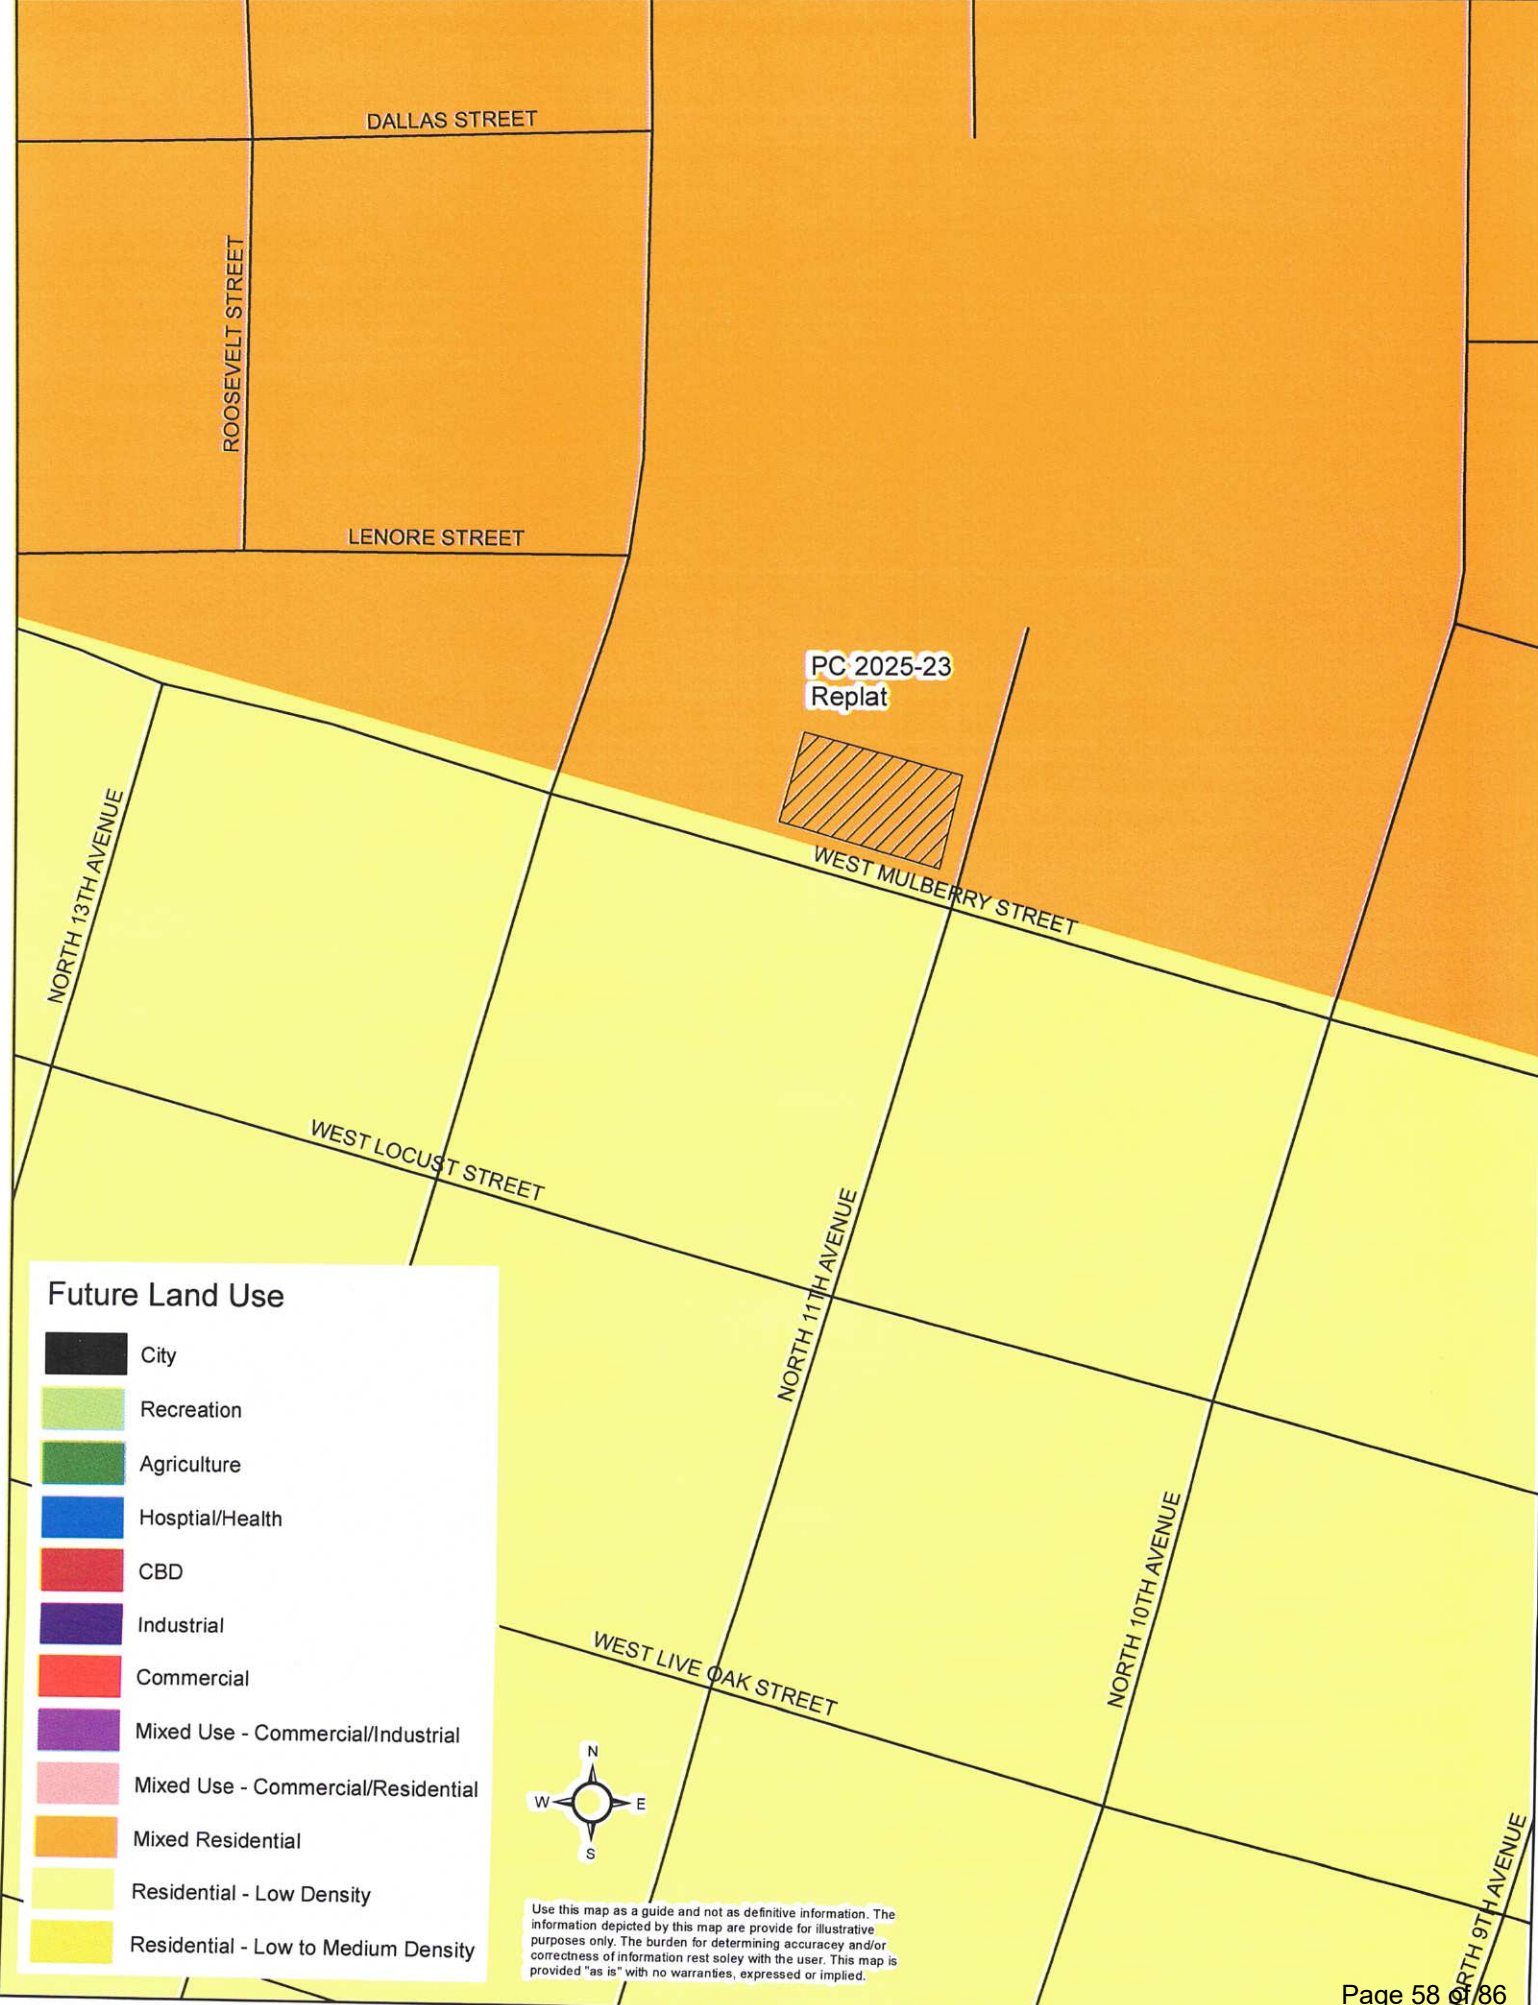 DALLAS STREET
ROOSEVELT STREET
LENORE STREET
PC 2025-23
Replat
WEST MULBERRY STREET
NORTH 13TH AVENUE
WEST LOCUST STREET
NORTH 11TH AVENUE
Future Land Use
City
Recreation
Agriculture
Hosptial/Health
CBD
Industrial
Commercial
Mixed Use - Commercial/Industrial
Mixed Use - Commercial/Residential
Mixed Residential
Residential - Low Density
Residential - Low to Medium Density
NORTH 10TH AVENUE
WEST LIVE OAK STREET
N
W
E
S
NORTH 9TH AVENUE
Use this map as a guide and not as definitive information. The
information depicted by this map are provide for illustrative
purposes only. The burden for determining accuracey and/or
correctness of information rest soley with the user. This map is
provided "as is" with no warranties, expressed or implied.
Page 58 of 86